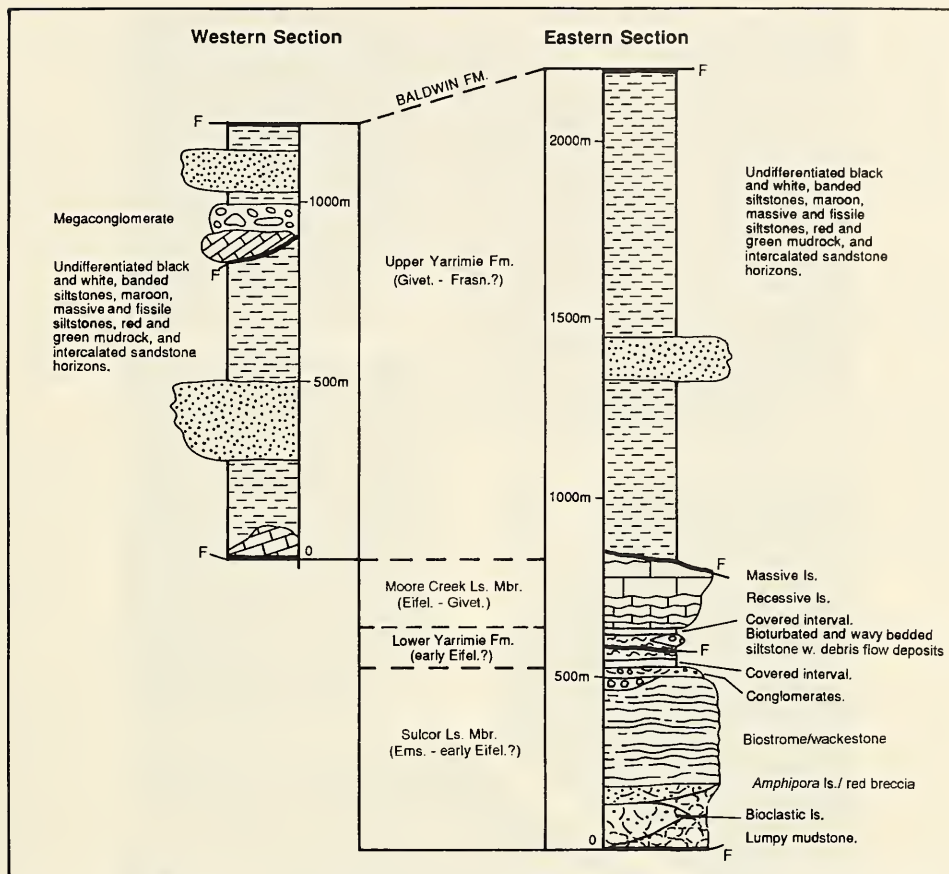 Western Section
Eastern Section
F
BALDWIN FM.
F
2000m
1000m
Megaconglomerate
Undifferentiated black
and white, banded
siltstones, maroon,
massive and fissile
siltstones, red and
green mudrock, and
intercalated sandstone
horizons.
F
500m
F
0
Upper Yarrimie Fm.
(Givet. - Frasn.?)
Undifferentiated black
and white, banded
siltstones, maroon,
massive and fissile
siltstones, red and
green mudrock, and
intercalated sandstone
horizons.
1500m
1000m
F
Moore Creek Ls. Mbr.
(Eifel. - Givet.)
Massive ls.
Recessive ls.
Covered interval.
Lower Yarrimie Fm.
(early Eifel.?)
Bioturbated and wavy bedded
siltstone w. debris flow deposits
F
Covered interval.
500m
Conglomerates.
Sulcor Ls. Mbr.
(Ems. - early Eifel.?)
Biostrome/wackestone
Amphipora ls./ red breccia
Bioclastic ls.
0
Lumpy mudstone.
F